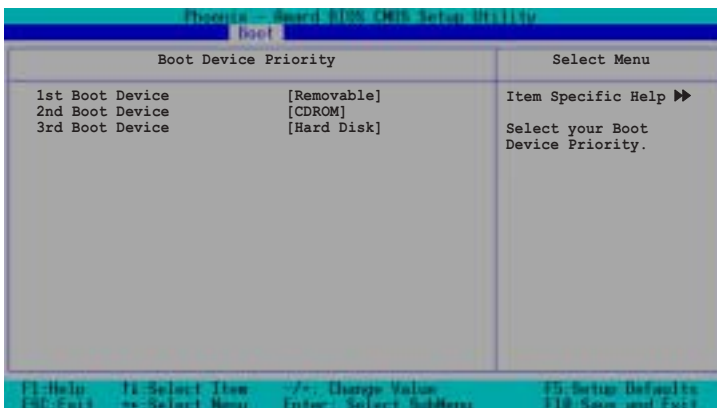 Phoenix - Award BIOS CMOS Setup Utility
Boot
Boot Device Priority
Select Menu
1st Boot Device [Removable]
2nd Boot Device [CDROM]
3rd Boot Device [Hard Disk]
Item Specific Help
Select your Boot
Device Priority.
F1:Help ↑↓:Select Item -/+: Change Value F5:Setup Defaults
ESC:Exit ↔:Select Menu Enter: Select SubMenu F10:Save and Exit